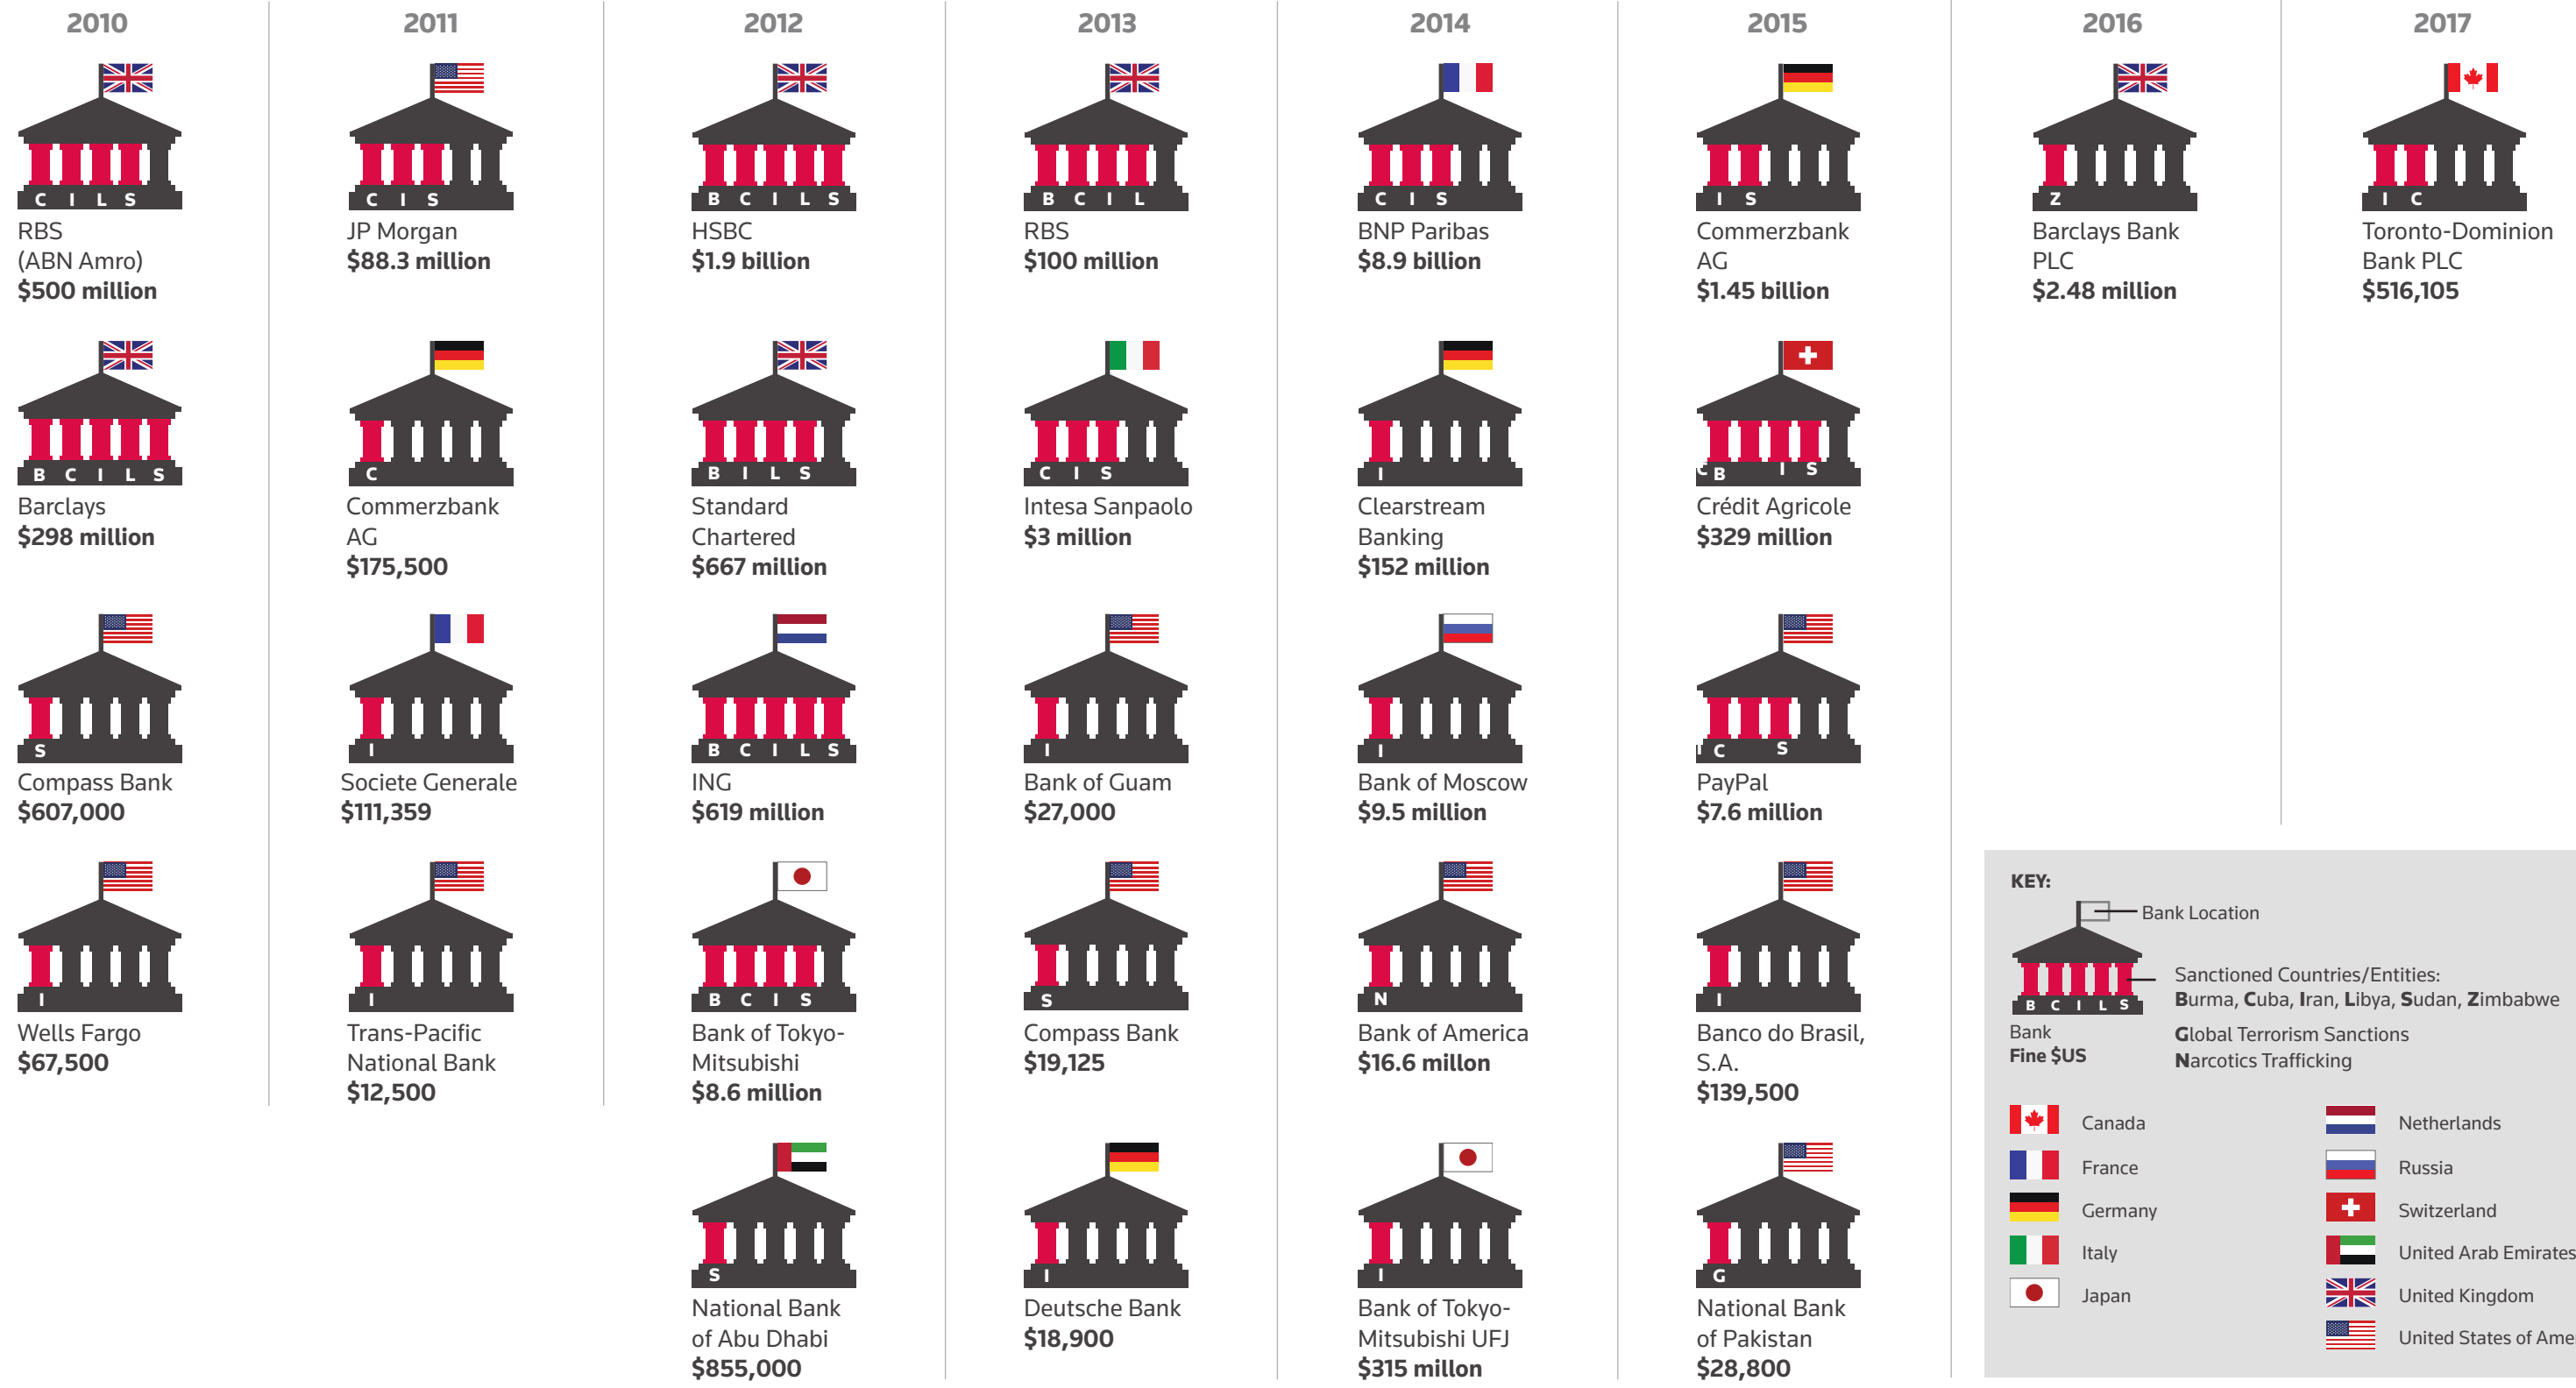 2010
C I L S
RBS
(ABN Amro)
$500 million
B C I L S
Barclays
$298 million
S
Compass Bank
$607,000
I
Wells Fargo
$67,500
2011
C I S
JP Morgan
$88.3 million
C
Commerzbank
AG
$175,500
I
Societe Generale
$111,359
I
Trans-Pacific
National Bank
$12,500
2012
B C I L S
HSBC
$1.9 billion
B I L S
Standard
Chartered
$667 million
B C I L S
ING
$619 million
B C I S
Bank of Tokyo-
Mitsubishi
$8.6 million
S
National Bank
of Abu Dhabi
$855,000
2013
B C I L
RBS
$100 million
C I S
Intesa Sanpaolo
$3 million
I
Bank of Guam
$27,000
S
Compass Bank
$19,125
I
Deutsche Bank
$18,900
2014
C I S
BNP Paribas
$8.9 billion
I
Clearstream
Banking
$152 million
I
Bank of Moscow
$9.5 million
N
Bank of America
$16.6 millon
I
Bank of Tokyo-
Mitsubishi UFJ
$315 millon
2015
I S
Commerzbank
AG
$1.45 billion
C B I S
Crédit Agricole
$329 million
I C S
PayPal
$7.6 million
I
Banco do Brasil,
S.A.
$139,500
G
National Bank
of Pakistan
$28,800
2016
Z
Barclays Bank
PLC
$2.48 million
2017
I C
Toronto-Dominion
Bank PLC
$516,105
KEY:
Bank Location
B C I L S
Bank
Fine $US
Sanctioned Countries/Entities:
Burma, Cuba, Iran, Libya, Sudan, Zimbabwe
Global Terrorism Sanctions
Narcotics Trafficking
Canada
France
Germany
Italy
Japan
Netherlands
Russia
Switzerland
United Arab Emirates
United Kingdom
United States of Ame